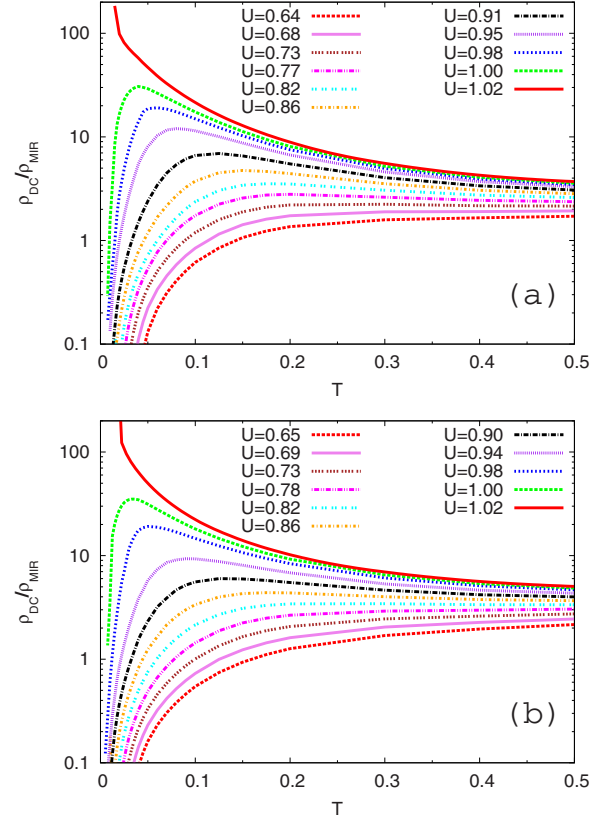 U=0.64 U=0.91
U=0.68 U=0.95
U=0.73 U=0.98
U=0.77 U=1.00
U=0.82 U=1.02
U=0.86
100
10
1
0.1
ρDC/ρMIR
(a)
0 0.1 0.2 0.3 0.4 0.5
T
U=0.65 U=0.90
U=0.69 U=0.94
U=0.73 U=0.98
U=0.78 U=1.00
U=0.82 U=1.02
U=0.86
100
10
1
0.1
ρDC/ρMIR
(b)
0 0.1 0.2 0.3 0.4 0.5
T